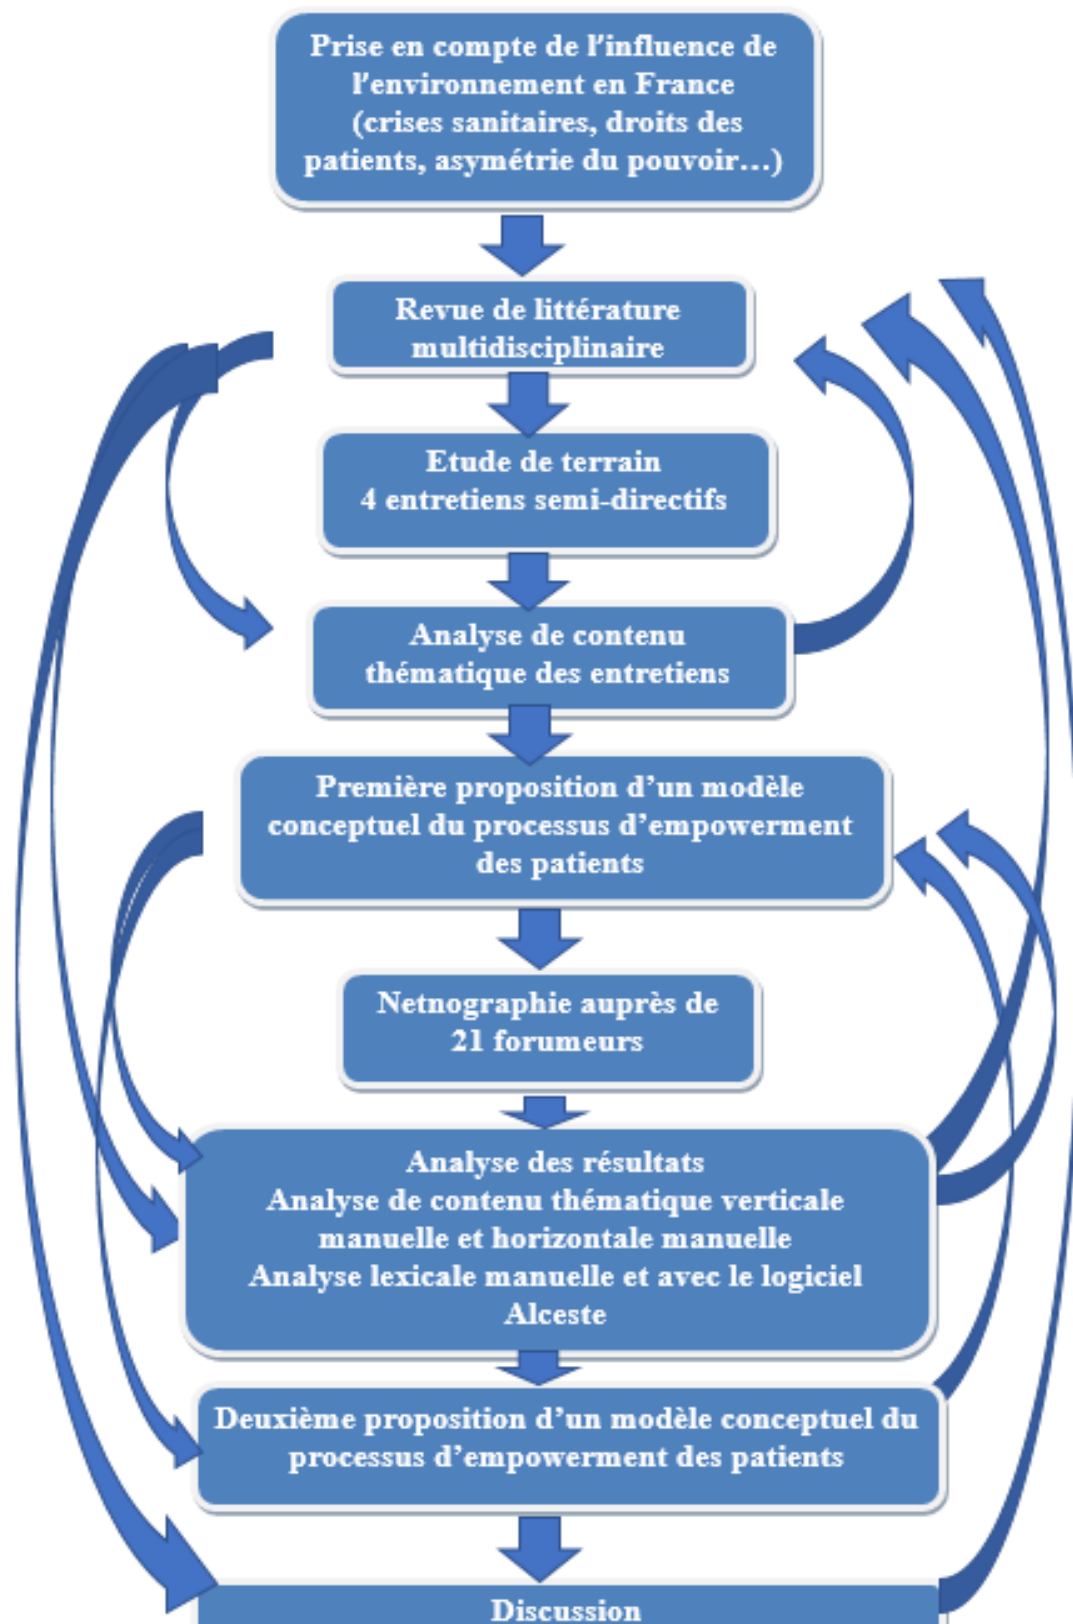 Prise en compte de l'influence de
l'environnement en France
(crises sanitaires, droits des
patients, asymétrie du pouvoir…)
Revue de littérature
multidisciplinaire
Etude de terrain
4 entretiens semi-directifs
Analyse de contenu
thématique des entretiens
Première proposition d’un modèle
conceptuel du processus d’empowerment
des patients
Netnographie auprès de
21 forumeurs
Analyse des résultats
Analyse de contenu thématique verticale
manuelle et horizontale manuelle
Analyse lexicale manuelle et avec le logiciel
Alceste
Deuxième proposition d’un modèle conceptuel du
processus d’empowerment des patients
Discussion